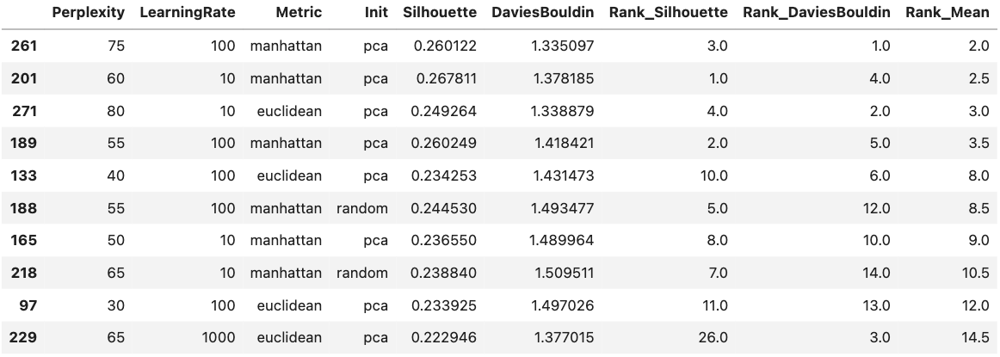 Perplexity LearningRate Metric Init Silhouette DaviesBouldin Rank_Silhouette Rank_DaviesBouldin Rank_Mean
261 75 100 manhattan pca 0.260122 1.335097 3.0 1.0 2.0
201 60 10 manhattan pca 0.267811 1.378185 1.0 4.0 2.5
271 80 10 euclidean pca 0.249264 1.338879 4.0 2.0 3.0
189 55 100 manhattan pca 0.260249 1.418421 2.0 5.0 3.5
133 40 100 euclidean pca 0.234253 1.431473 10.0 6.0 8.0
188 55 100 manhattan random 0.244530 1.493477 5.0 12.0 8.5
165 50 10 manhattan pca 0.236550 1.489964 8.0 10.0 9.0
218 65 10 manhattan random 0.238840 1.509511 7.0 14.0 10.5
97 30 100 euclidean pca 0.233925 1.497026 11.0 13.0 12.0
229 65 1000 euclidean pca 0.222946 1.377015 26.0 3.0 14.5